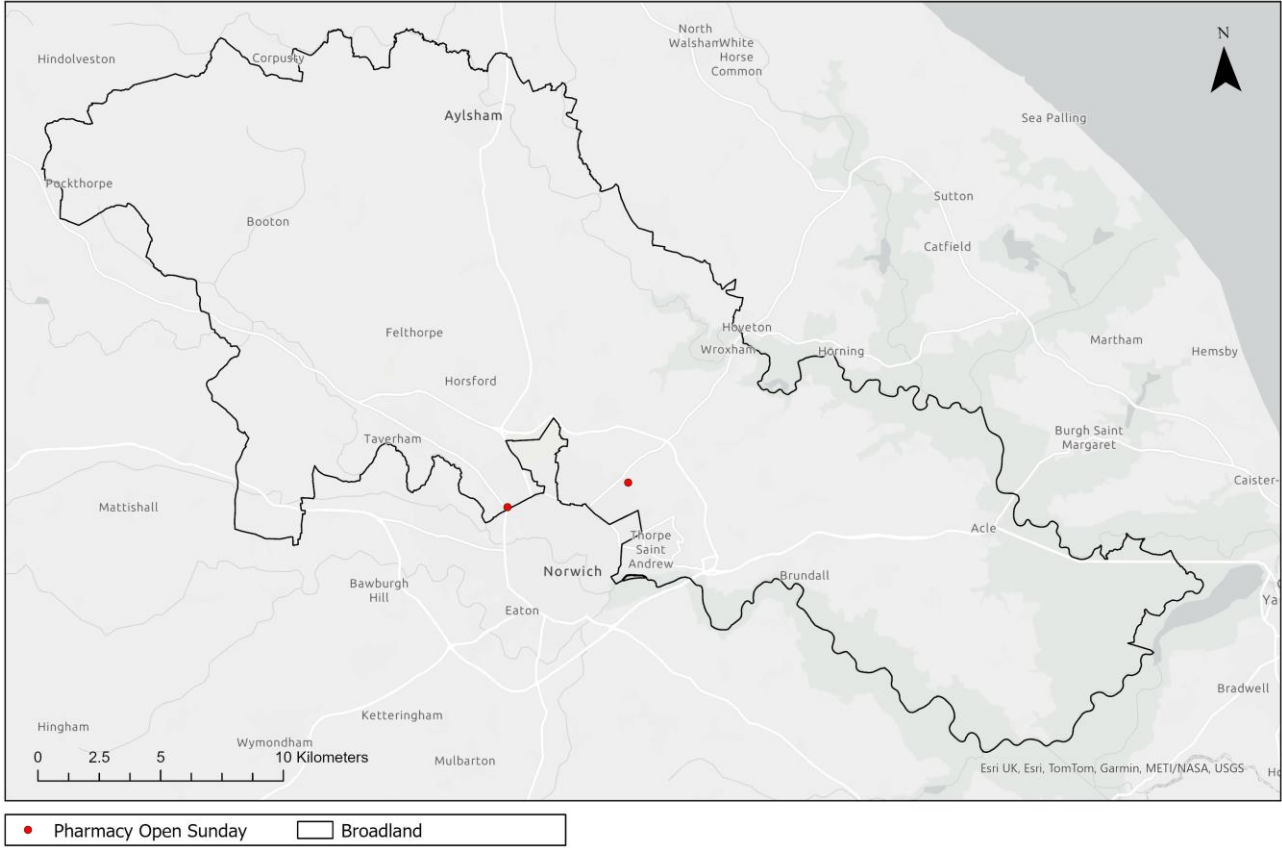 North
WalshamWhite
Horse
Common
N
Hindolveston
Corpusty
Aylsham
Sea Palling
Pockthorpe
Sutton
Booton
Catfield
Felthorpe
Hoveton
Wroxham
Horning
Martham
Hemsby
Horsford
Taverham
Burgh Saint
Margaret
Caister-
Mattishall
Acle
Thorpe
Saint
Andrew
Norwich
Brundall
Bawburgh
Hill
Eaton
Ya
Bradwell
Ketteringham
Hingham
Wymondham
Mulbarton
0 2.5 5 10 Kilometers
Esri UK, Esri, TomTom, Garmin, METI/NASA, USGS
Pharmacy Open Sunday
Broadland